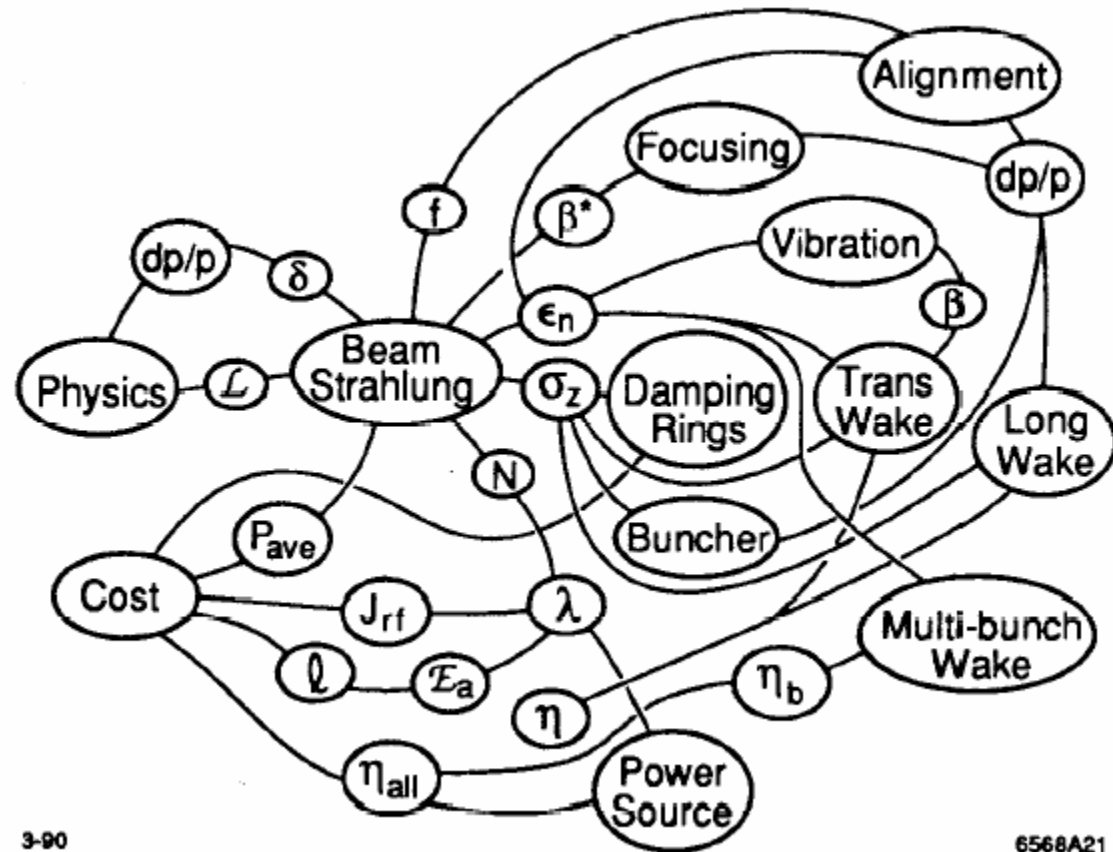 Alignment
Focusing
dp/p
f
β*
Vibration
dp/p
δ
εn
β
Beam
Strahlung
Physics
ℒ
σz
Damping
Rings
Trans
Wake
Long
Wake
N
Pave
Buncher
Cost
Jrf
λ
Multi-bunch
Wake
ℓ
ℰa
η
ηb
ηall
Power
Source
3-90
6568A21